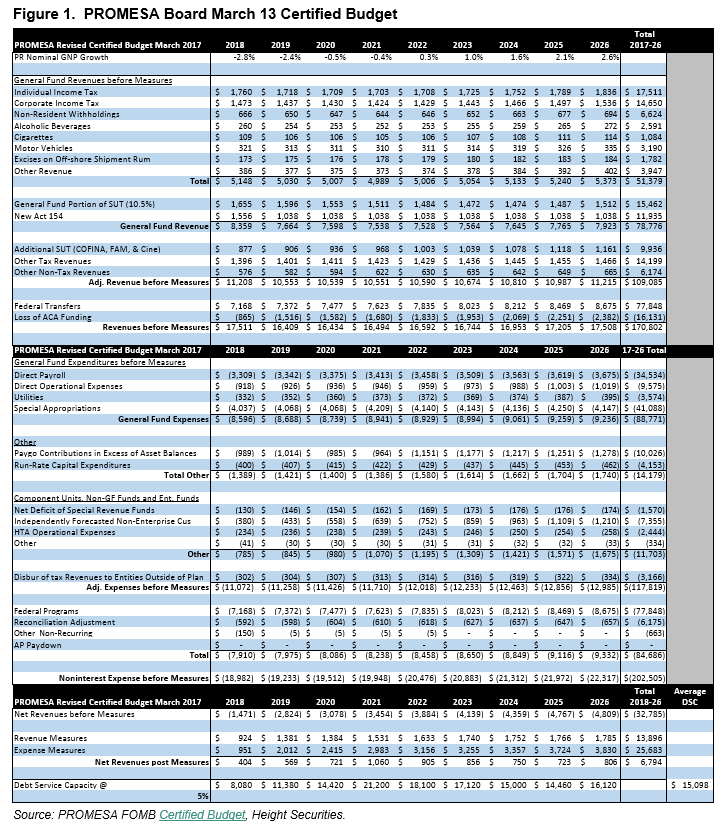 Figure 1.  PROMESA Board March 13 Certified Budget
Total
PROMESA Revised Certified Budget March 2017 2018 2019 2020 2021 2022 2023 2024 2025 2026 2017-26
PR Nominal GNP Growth -2.8% -2.4% -0.5% -0.4% 0.3% 1.0% 1.6% 2.1% 2.6%
General Fund Revenues before Measures
Individual Income Tax $ 1,760 $ 1,718 $ 1,709 $ 1,703 $ 1,708 $ 1,725 $ 1,752 $ 1,789 $ 1,836 $ 17,511
Corporate Income Tax $ 1,473 $ 1,437 $ 1,430 $ 1,424 $ 1,429 $ 1,443 $ 1,466 $ 1,497 $ 1,536 $ 14,650
Non-Resident Withholdings $ 666 $ 650 $ 647 $ 644 $ 646 $ 652 $ 663 $ 677 $ 694 $ 6,624
Alcoholic Beverages $ 260 $ 254 $ 253 $ 252 $ 253 $ 255 $ 259 $ 265 $ 272 $ 2,591
Cigarettes $ 109 $ 106 $ 106 $ 105 $ 106 $ 107 $ 108 $ 111 $ 114 $ 1,084
Motor Vehicles $ 321 $ 313 $ 311 $ 310 $ 311 $ 314 $ 319 $ 326 $ 335 $ 3,190
Excises on Off-shore Shipment Rum $ 173 $ 175 $ 176 $ 178 $ 179 $ 180 $ 182 $ 183 $ 184 $ 1,782
Other Revenue $ 386 $ 377 $ 375 $ 373 $ 374 $ 378 $ 384 $ 392 $ 402 $ 3,947
Total $ 5,148 $ 5,030 $ 5,007 $ 4,989 $ 5,006 $ 5,054 $ 5,133 $ 5,240 $ 5,373 $ 51,379
General Fund Portion of SUT (10.5%) $ 1,655 $ 1,596 $ 1,553 $ 1,511 $ 1,484 $ 1,472 $ 1,474 $ 1,487 $ 1,512 $ 15,462
New Act 154 $ 1,556 $ 1,038 $ 1,038 $ 1,038 $ 1,038 $ 1,038 $ 1,038 $ 1,038 $ 1,038 $ 11,935
General Fund Revenue $ 8,359 $ 7,664 $ 7,598 $ 7,538 $ 7,528 $ 7,564 $ 7,645 $ 7,765 $ 7,923 $ 78,776
Additional SUT (COFINA, FAM, & Cine) $ 877 $ 906 $ 936 $ 968 $ 1,003 $ 1,039 $ 1,078 $ 1,118 $ 1,161 $ 9,936
Other Tax Revenues $ 1,396 $ 1,401 $ 1,411 $ 1,423 $ 1,429 $ 1,436 $ 1,445 $ 1,455 $ 1,466 $ 14,199
Other Non-Tax Revenues $ 576 $ 582 $ 594 $ 622 $ 630 $ 635 $ 642 $ 649 $ 665 $ 6,174
Adj. Revenue before Measures $ 11,208 $ 10,553 $ 10,539 $ 10,551 $ 10,590 $ 10,674 $ 10,810 $ 10,987 $ 11,215 $ 109,085
Federal Transfers $ 7,168 $ 7,372 $ 7,477 $ 7,623 $ 7,835 $ 8,023 $ 8,212 $ 8,469 $ 8,675 $ 77,848
Loss of ACA Funding $ (865) $ (1,516) $ (1,582) $ (1,680) $ (1,833) $ (1,953) $ (2,069) $ (2,251) $ (2,382) $ (16,131)
Revenues before Measures $ 17,511 $ 16,409 $ 16,434 $ 16,494 $ 16,592 $ 16,744 $ 16,953 $ 17,205 $ 17,508 $ 170,802
PROMESA Revised Certified Budget March 2017 2018 2019 2020 2021 2022 2023 2024 2025 2026 17-26 Total
General Fund Expenditures before Measures
Direct Payroll $ (3,309) $ (3,342) $ (3,375) $ (3,413) $ (3,458) $ (3,509) $ (3,563) $ (3,619) $ (3,675) $ (34,534)
Direct Operational Expenses $ (918) $ (926) $ (936) $ (946) $ (959) $ (973) $ (988) $ (1,003) $ (1,019) $ (9,575)
Utilities $ (332) $ (352) $ (360) $ (373) $ (372) $ (369) $ (374) $ (387) $ (395) $ (3,574)
Special Appropriations $ (4,037) $ (4,068) $ (4,068) $ (4,209) $ (4,140) $ (4,143) $ (4,136) $ (4,250) $ (4,147) $ (41,088)
General Fund Expenses $ (8,596) $ (8,688) $ (8,739) $ (8,941) $ (8,929) $ (8,994) $ (9,061) $ (9,259) $ (9,236) $ (88,771)
Other
Paygo Contributions in Excess of Asset Balances $ (989) $ (1,014) $ (985) $ (964) $ (1,151) $ (1,177) $ (1,217) $ (1,251) $ (1,278) $ (10,026)
Run-Rate Capital Expenditures $ (400) $ (407) $ (415) $ (422) $ (429) $ (437) $ (445) $ (453) $ (462) $ (4,153)
Total Other $ (1,389) $ (1,421) $ (1,400) $ (1,386) $ (1,580) $ (1,614) $ (1,662) $ (1,704) $ (1,740) $ (14,179)
Component Units, Non-GF Funds and Ent. Funds
Net Deficit of Special Revenue Funds $ (130) $ (146) $ (154) $ (162) $ (169) $ (173) $ (176) $ (176) $ (174) $ (1,570)
Independently Forecasted Non-Enterprise Cus $ (380) $ (433) $ (558) $ (639) $ (752) $ (859) $ (963) $ (1,109) $ (1,210) $ (7,355)
HTA Operational Expenses $ (234) $ (236) $ (238) $ (239) $ (243) $ (246) $ (250) $ (254) $ (258) $ (2,444)
Other $ (41) $ (30) $ (30) $ (30) $ (31) $ (31) $ (32) $ (32) $ (33) $ (334)
Other $ (785) $ (845) $ (980) $ (1,070) $ (1,195) $ (1,309) $ (1,421) $ (1,571) $ (1,675) $ (11,703)
Disbur of tax Revenues to Entities Outside of Plan $ (302) $ (304) $ (307) $ (313) $ (314) $ (316) $ (319) $ (322) $ (334) $ (3,166)
Adj. Expenses before Measures $ (11,072) $ (11,258) $ (11,426) $ (11,710) $ (12,018) $ (12,233) $ (12,463) $ (12,856) $ (12,985) $(117,819)
Federal Programs $ (7,168) $ (7,372) $ (7,477) $ (7,623) $ (7,835) $ (8,023) $ (8,212) $ (8,469) $ (8,675) $ (77,848)
Reconciliation Adjustment $ (592) $ (598) $ (604) $ (610) $ (618) $ (627) $ (637) $ (647) $ (657) $ (6,175)
Other Non-Recurring $ (150) $ (5) $ (5) $ (5) $ (5) $ - $ - $ - $ - $ (663)
AP Paydown $ - $ - $ - $ - $ - $ - $ - $ - $ - $ -
Total $ (7,910) $ (7,975) $ (8,086) $ (8,238) $ (8,458) $ (8,650) $ (8,849) $ (9,116) $ (9,332) $ (84,686)
Noninterest Expense before Measures $ (18,982) $ (19,233) $ (19,512) $ (19,948) $ (20,476) $ (20,883) $ (21,312) $ (21,972) $ (22,317) $(202,505)
Total Average
PROMESA Revised Certified Budget March 2017 2018 2019 2020 2021 2022 2023 2024 2025 2026 2018-26 DSC
Net Revenues before Measures $ (1,471) $ (2,824) $ (3,078) $ (3,454) $ (3,884) $ (4,139) $ (4,359) $ (4,767) $ (4,809) $ (32,785)
Revenue Measures 924 $ 1,381 $ 1,384 $ 1,531 $ 1,633 $ 1,740 $ 1,752 $ 1,766 $ 1,785 $ 13,896
Expense Measures $ 951 $ 2,012 $ 2,415 $ 2,983 $ 3,156 $ 3,255 $ 3,357 $ 3,724 $ 3,830 $ 25,683
Net Revenues post Measures $ 404 $ 569 $ 721 $ 1,060 $ 905 $ 856 $ 750 $ 723 $ 806 $ 6,794
Debt Service Capacity @ $ 8,080 $ 11,380 $ 14,420 $ 21,200 $ 18,100 $ 17,120 $ 15,000 $ 14,460 $ 16,120 $ 15,098
5%
Source: PROMESA FOMB Certified Budget, Height Securities.